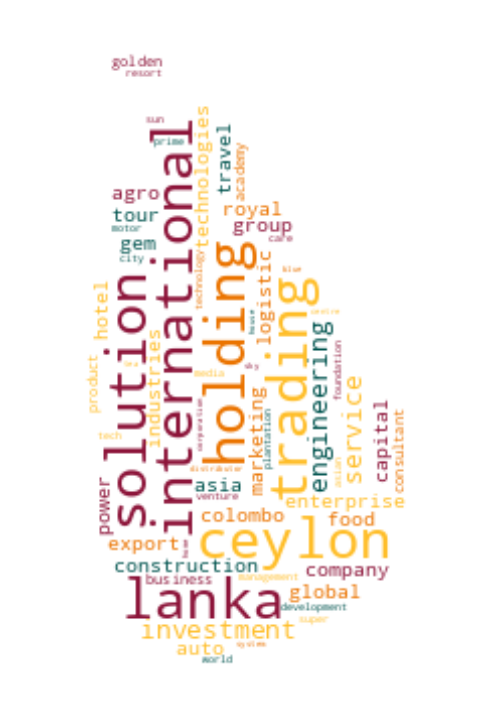 golden
resort
sun
prime
international
technologies
travel
academy
agro
royal
tour
group
motor
gem
care
city
technology
holding
logistic
blue
solution
trading
hotel
centre
house
engineering
industries
product
sky
media
foundation
service
marketing
plantation
capital
consultant
corporation
tech
distributor
asian
power
asia
venture
enterprise
colombo
food
ceylon
export
construction
company
business
management
lanka
global
development
investment
super
auto
system
world